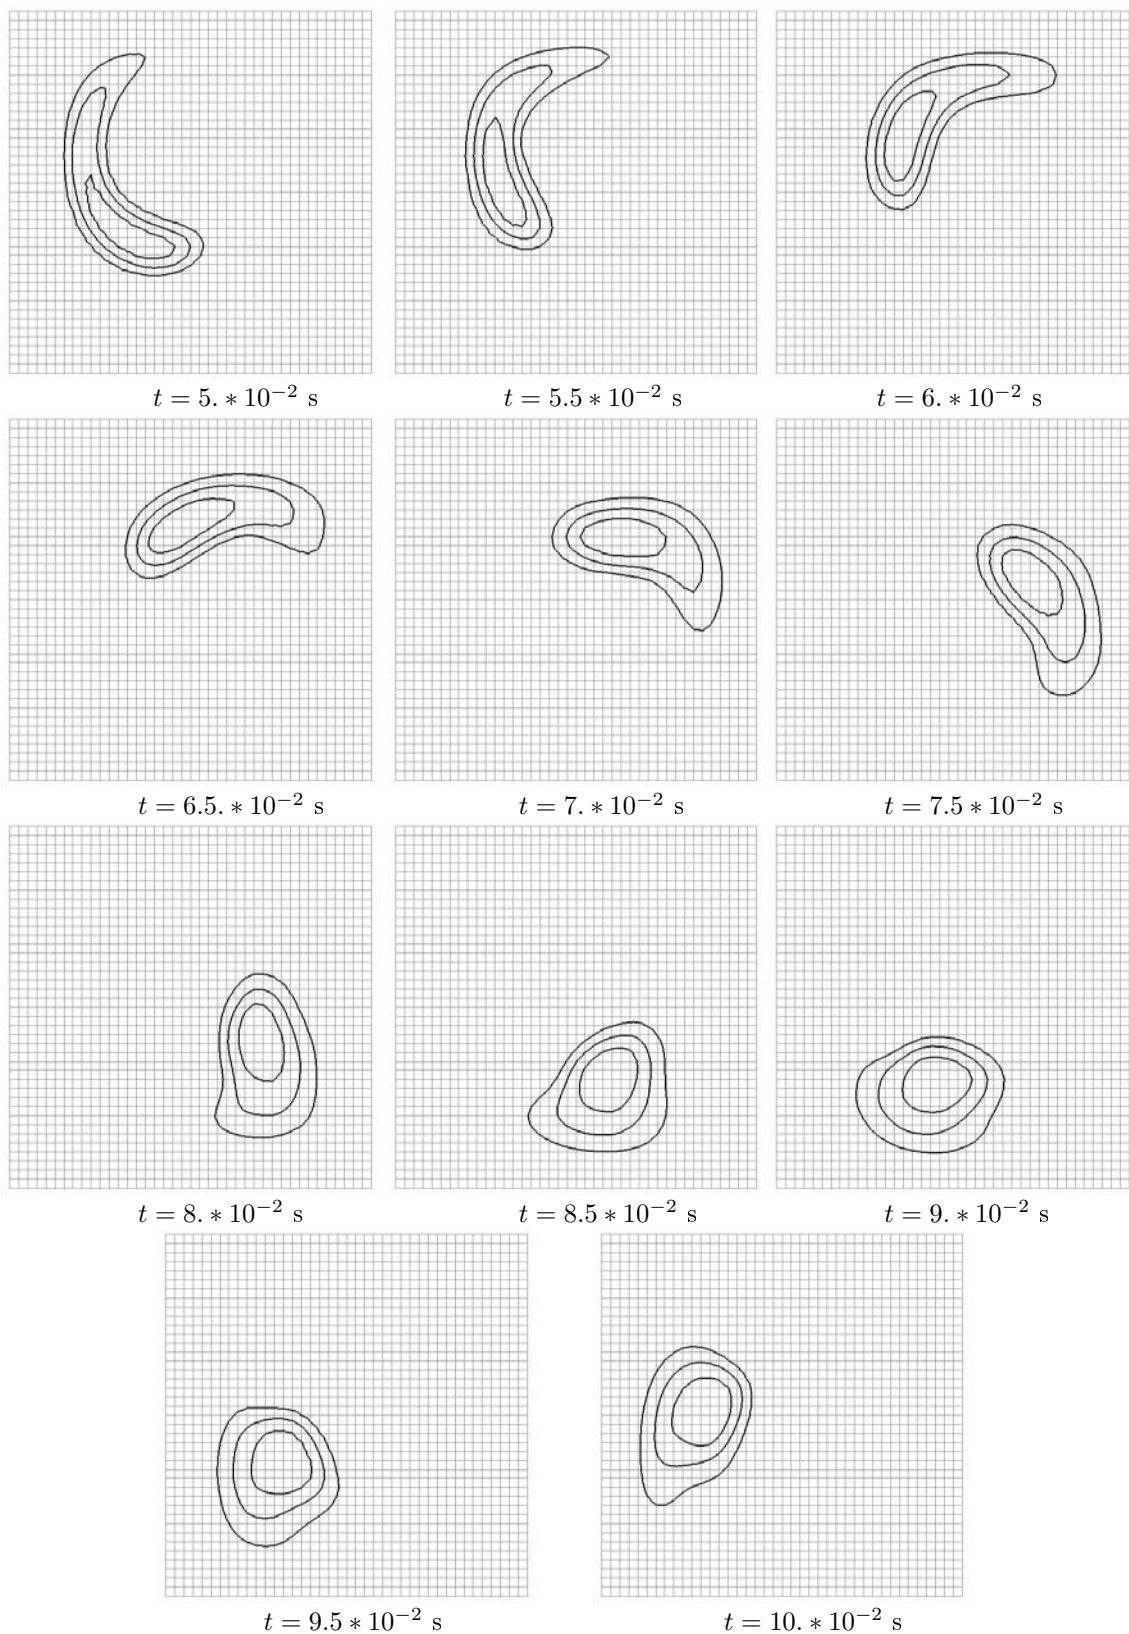 t = 5. ∗ 10⁻² s
t = 5.5 ∗ 10⁻² s
t = 6. ∗ 10⁻² s
t = 6.5. ∗ 10⁻² s
t = 7. ∗ 10⁻² s
t = 7.5 ∗ 10⁻² s
t = 8. ∗ 10⁻² s
t = 8.5 ∗ 10⁻² s
t = 9. ∗ 10⁻² s
t = 9.5 ∗ 10⁻² s
t = 10. ∗ 10⁻² s